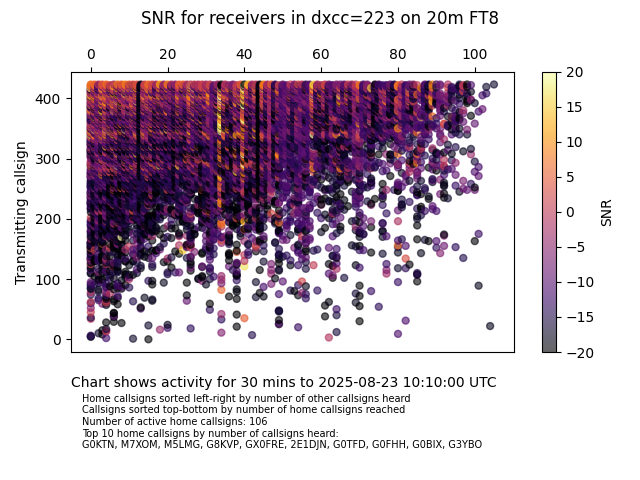 SNR for receivers in dxcc=223 on 20m FT8
0 20 40 60 80 100
400
300
200
100
0
Transmitting callsign
20
15
10
5
0
−5
−10
−15
−20
SNR
Chart shows activity for 30 mins to 2025-08-23 10:10:00 UTC
Home callsigns sorted left-right by number of other callsigns heard
Callsigns sorted top-bottom by number of home callsigns reached
Number of active home callsigns: 106
Top 10 home callsigns by number of callsigns heard:
G0KTN, M7XOM, M5LMG, G8KVP, GX0FRE, 2E1DJN, G0TFD, G0FHH, G0BIX, G3YBO